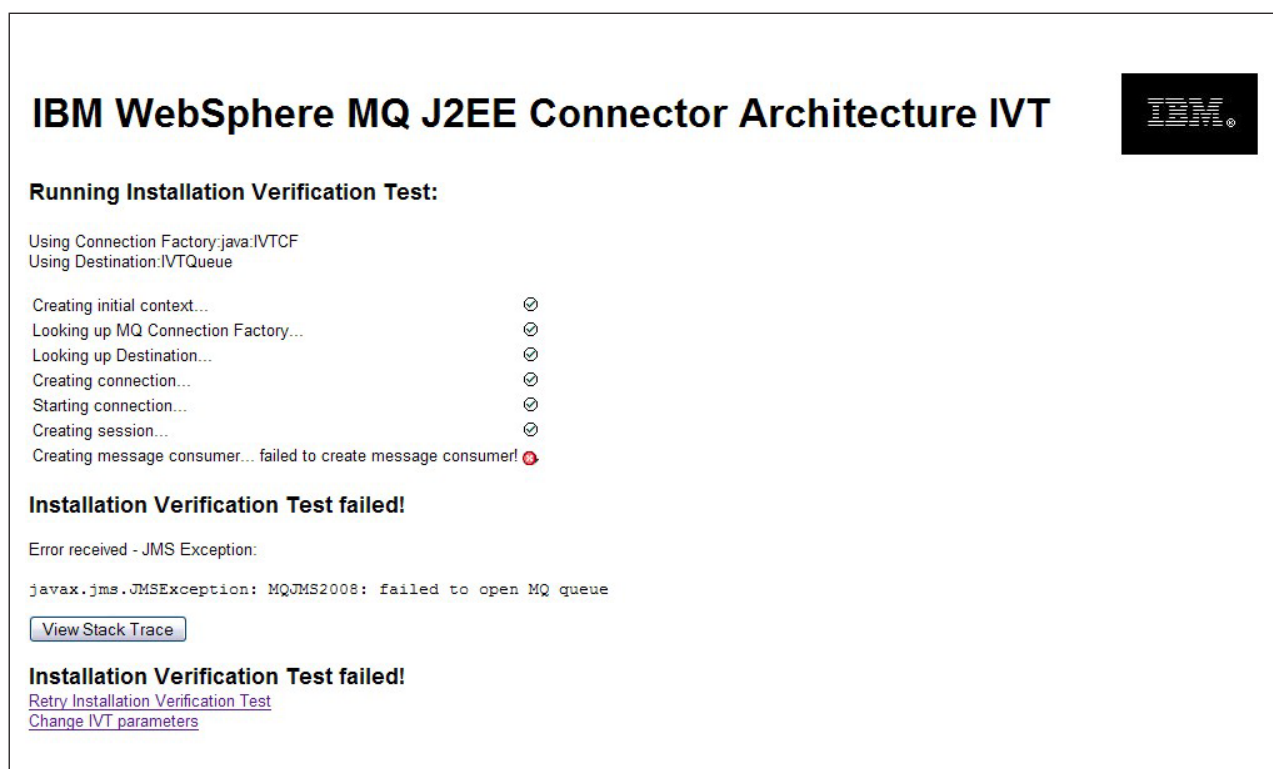 IBM WebSphere MQ J2EE Connector Architecture IVT
IBM®
Running Installation Verification Test:
Using Connection Factory:java:IVTCF
Using Destination:IVTQueue
Creating initial context...
Looking up MQ Connection Factory...
Looking up Destination...
Creating connection...
Starting connection...
Creating session...
Creating message consumer... failed to create message consumer!
Installation Verification Test failed!
Error received - JMS Exception:
javax.jms.JMSException: MQJMS2008: failed to open MQ queue
View Stack Trace
Installation Verification Test failed!
Retry Installation Verification Test
Change IVT parameters